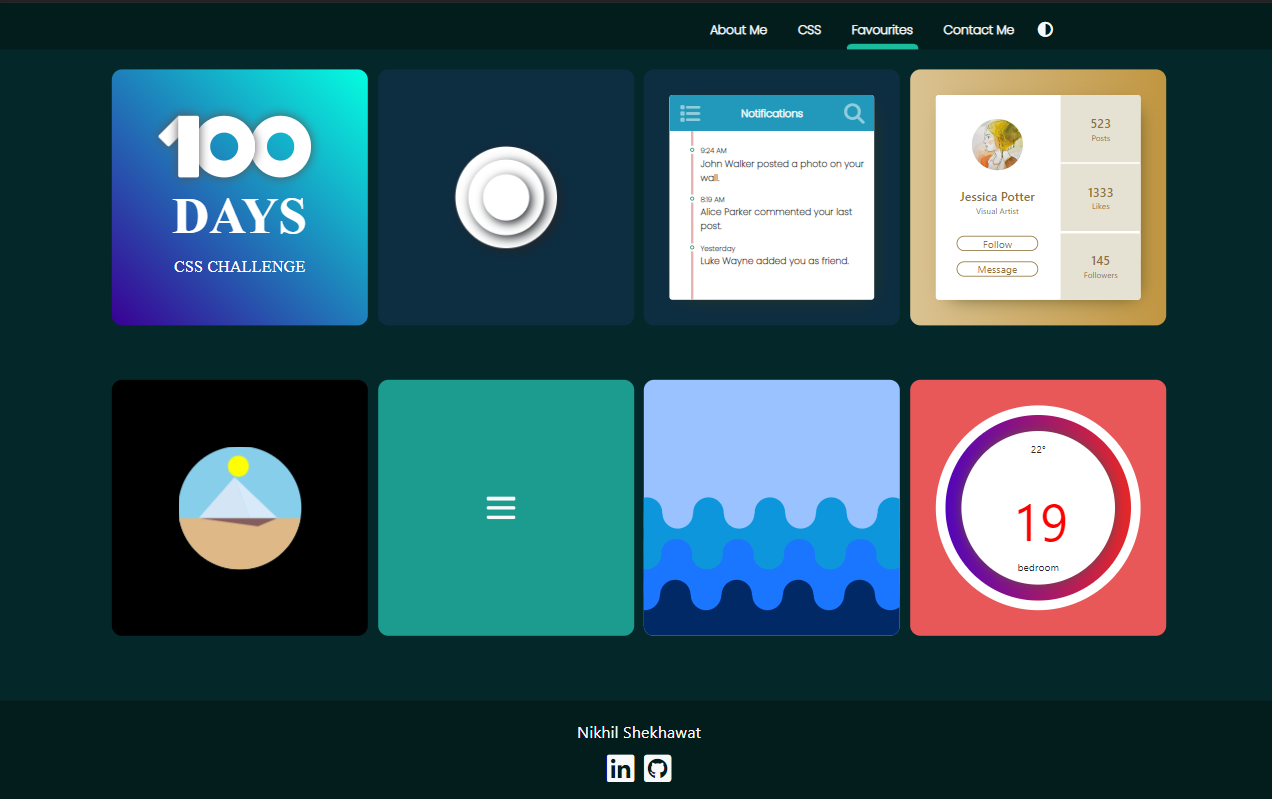 About Me CSS Favourites Contact Me
100
DAYS
CSS CHALLENGE
Notifications
9:24 AM
John Walker posted a photo on your
wall.
8:19 AM
Alice Parker commented your last
post.
Yesterday
Luke Wayne added you as friend.
Jessica Potter
Visual Artist
Follow
Message
523
Posts
1333
Likes
145
Followers
22°
19
bedroom
Nikhil Shekhawat
in